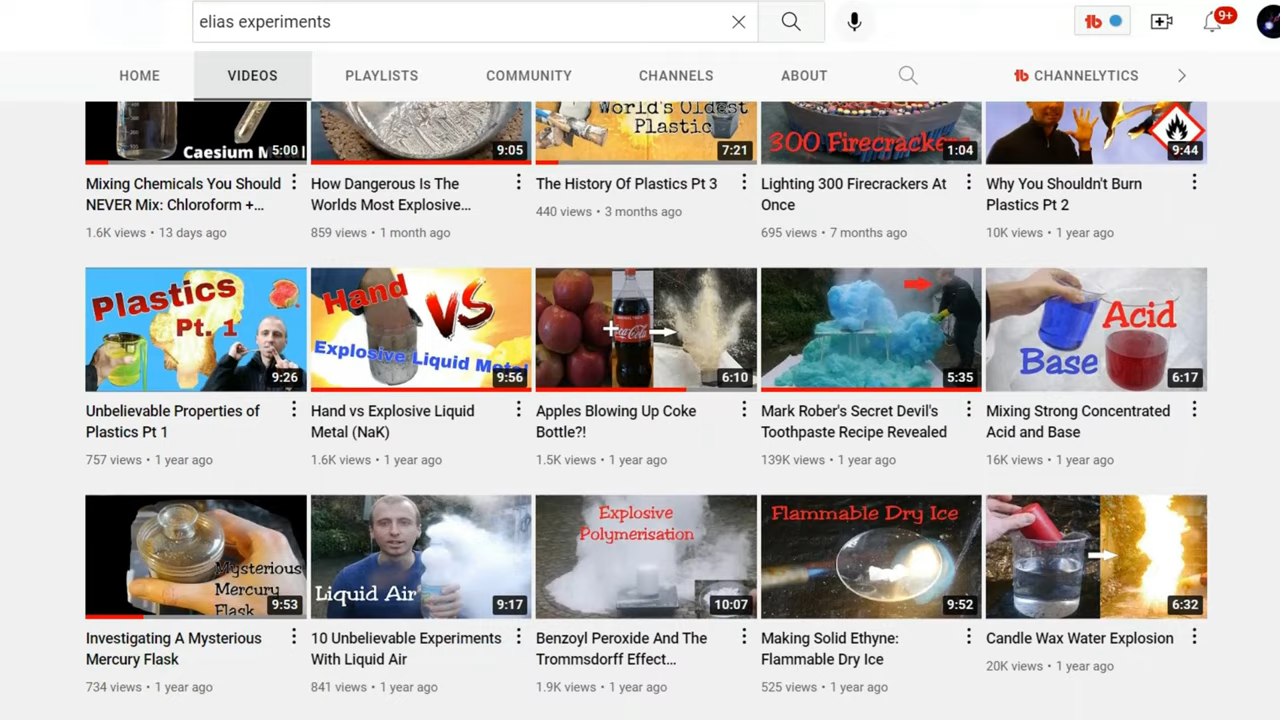 elias experiments
9+
HOME VIDEOS PLAYLISTS COMMUNITY CHANNELS ABOUT CHANNELYTICS
Caesium M
5:00
9:05
World's Oldest
Plastic
7:21
300 Firecracke
1:04
9:44
Mixing Chemicals You Should
NEVER Mix: Chloroform +...
1.6K views • 13 days ago
How Dangerous Is The
Worlds Most Explosive...
859 views • 1 month ago
The History Of Plastics Pt 3
440 views • 3 months ago
Lighting 300 Firecrackers At
Once
695 views • 7 months ago
Why You Shouldn't Burn
Plastics Pt 2
10K views • 1 year ago
Plastics
Pt. 1
9:26
Hand VS
Explosive Liquid Met
9:56
Coca-Cola
6:10
5:35
Acid
Base
6:17
Unbelievable Properties of
Plastics Pt 1
757 views • 1 year ago
Hand vs Explosive Liquid
Metal (NaK)
1.6K views • 1 year ago
Apples Blowing Up Coke
Bottle?!
1.5K views • 1 year ago
Mark Rober's Secret Devil's
Toothpaste Recipe Revealed
139K views • 1 year ago
Mixing Strong Concentrated
Acid and Base
16K views • 1 year ago
Mysterious
Mercury
Flask
9:53
Liquid Air
9:17
Explosive
Polymerisation
10:07
Flammable Dry Ice
9:52
6:32
Investigating A Mysterious
Mercury Flask
734 views • 1 year ago
10 Unbelievable Experiments
With Liquid Air
841 views • 1 year ago
Benzoyl Peroxide And The
Trommsdorff Effect...
1.9K views • 1 year ago
Making Solid Ethyne:
Flammable Dry Ice
525 views • 1 year ago
Candle Wax Water Explosion
20K views • 1 year ago